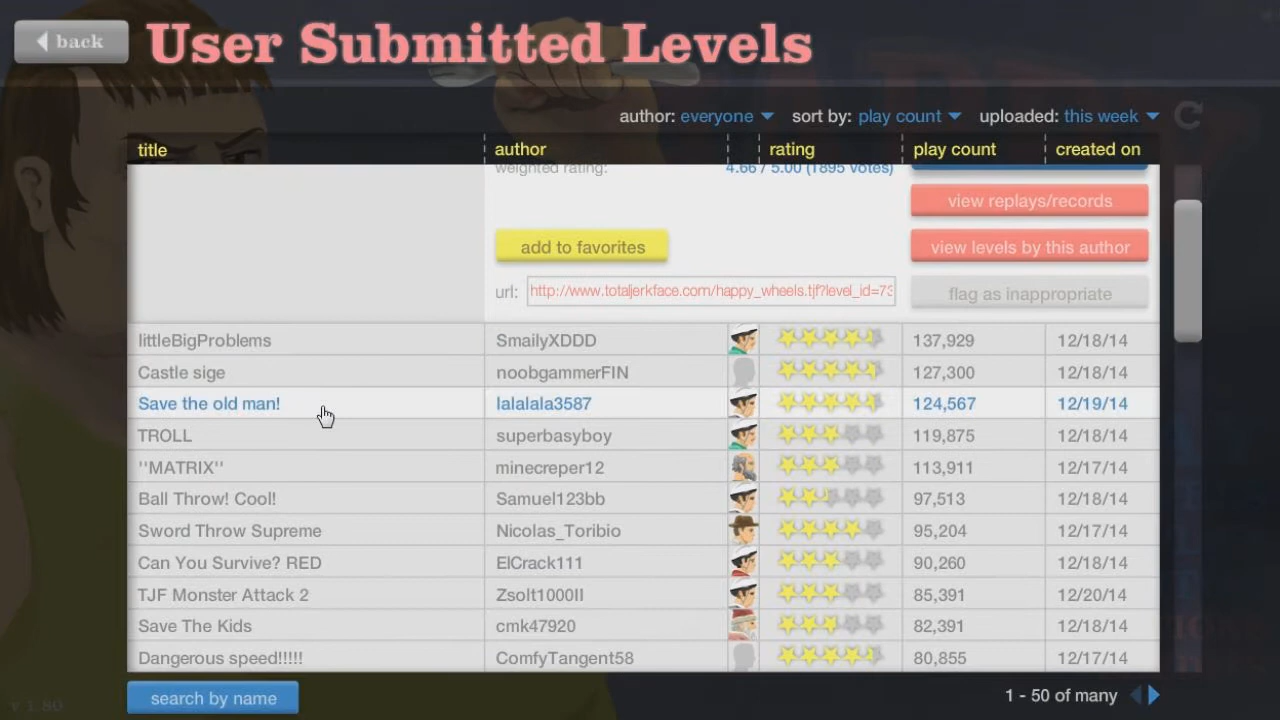 back
User Submitted Levels
author: everyone sort by: play count uploaded: this week
title author rating play count created on
weighted rating: 4.66 / 5.00 (1895 votes)
view replays/records
add to favorites view levels by this author
url: http://www.totaljerkface.com/happy_wheels.tjf?level_id=73
flag as inappropriate
littleBigProblems SmailyXDDD 137,929 12/18/14
Castle sige noobgammerFIN 127,300 12/18/14
Save the old man! lalalala3587 124,567 12/19/14
TROLL superbasyboy 119,875 12/18/14
''MATRIX'' minecreper12 113,911 12/17/14
Ball Throw! Cool! Samuel123bb 97,513 12/18/14
Sword Throw Supreme Nicolas_Toribio 95,204 12/17/14
Can You Survive? RED ElCrack111 90,260 12/18/14
TJF Monster Attack 2 Zsolt1000II 85,391 12/20/14
Save The Kids cmk47920 82,391 12/18/14
Dangerous speed!!!!! ComfyTangent58 80,855 12/17/14
search by name 1 - 50 of many
v 1.80